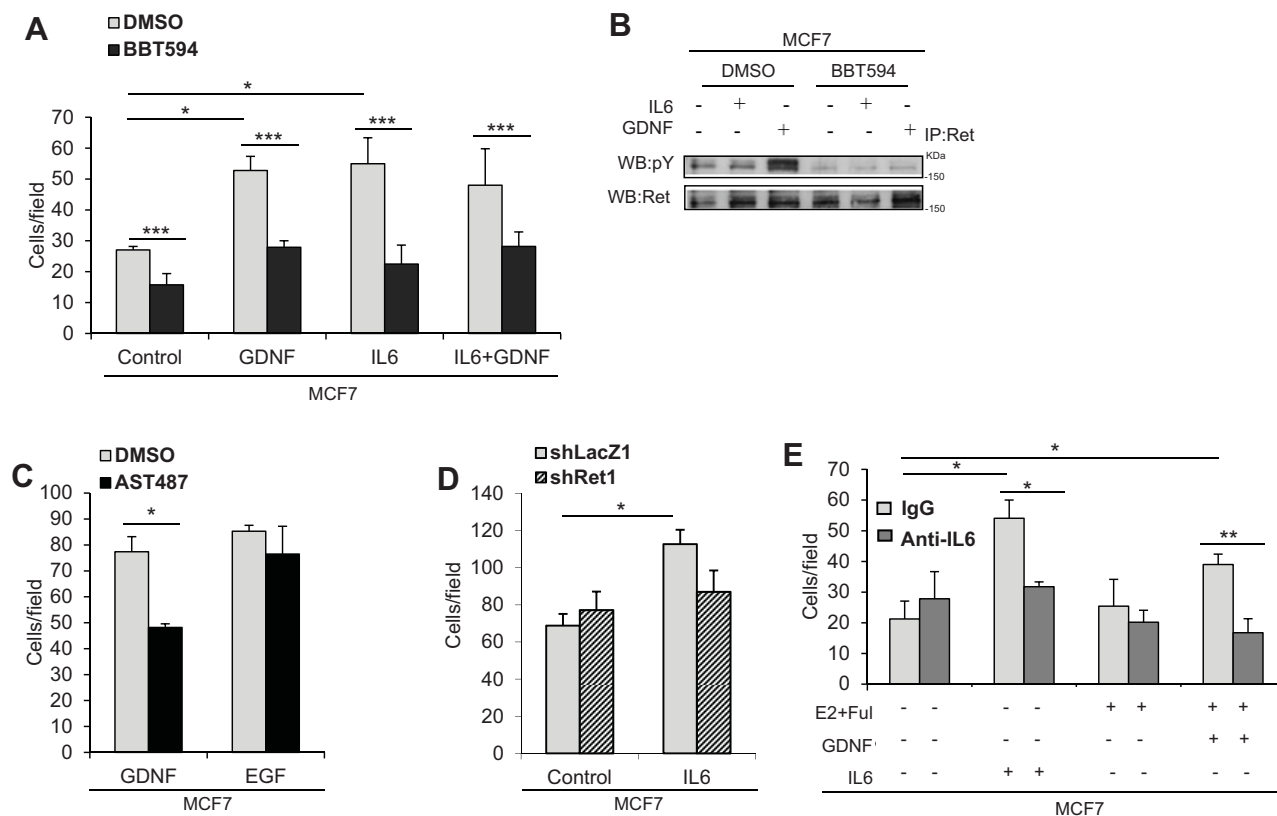 A
DMSO
BBT594
*
*
***
***
***
***
Cells/field
70
60
50
40
30
20
10
0
Control GDNF IL6 IL6+GDNF
MCF7
B
MCF7
DMSO BBT594
IL6 - + - - + -
GDNF - - + - - + IP:Ret
KDa
WB:pY
-150
WB:Ret
-150
C
DMSO
AST487
*
Cells/field
100
90
80
70
60
50
40
30
20
10
0
GDNF EGF
MCF7
D
shLacZ1
shRet1
*
Cells/field
140
120
100
80
60
40
20
0
Control IL6
MCF7
E
*
*
*
**
IgG
Anti-IL6
Cells/field
70
60
50
40
30
20
10
0
E2+Ful - - - - + + + +
GDNF - - - - - - + +
IL6 + +
MCF7